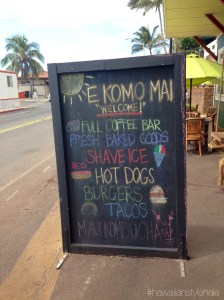 E KOMO MAI
"WELCOME!"
FULL COFFEE BAR
FRESH BAKED GOODS
SHAVE ICE
HOT DOGS
BURGERS
TACOS
MAUI KOMBUCHA
#hawaiianstylehale